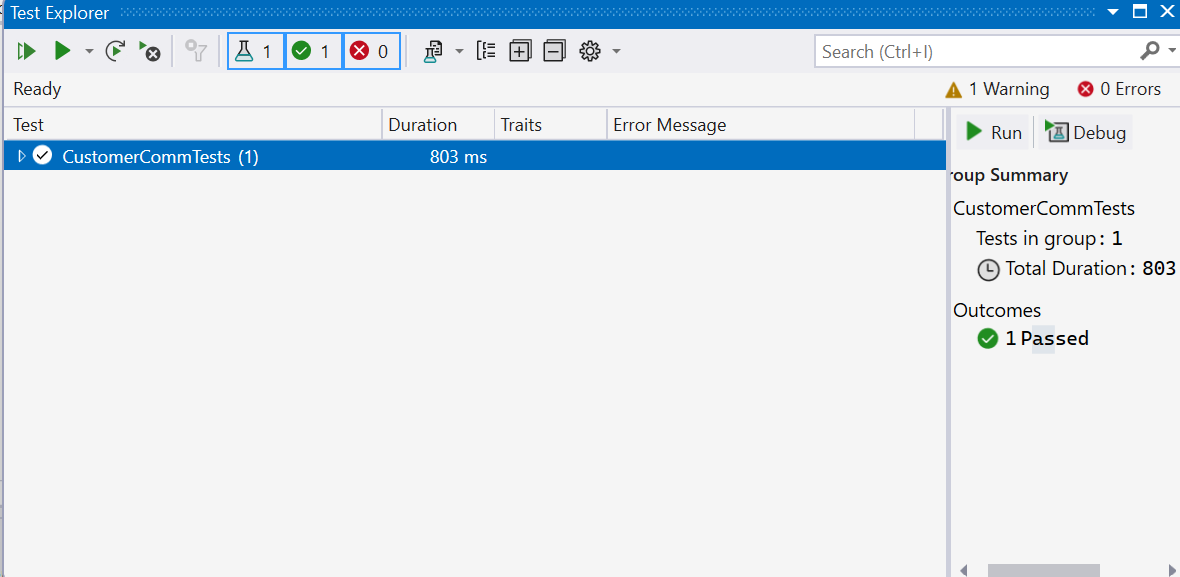 Test Explorer
1 1 0 Search (Ctrl+I)
Ready 1 Warning 0 Errors
Test Duration Traits Error Message
CustomerCommTests (1) 803 ms
Run Debug
roup Summary
CustomerCommTests
Tests in group: 1
Total Duration: 803
Outcomes
1 Passed